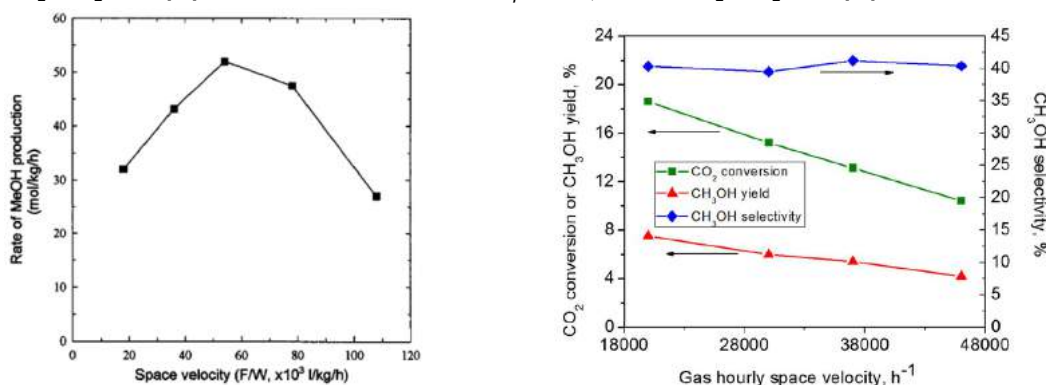 60
50
40
30
20
10
0
Rate of MeOH production
(mol/kg/h)
0 20 40 60 80 100 120
Space velocity (F/W, x10³ l/kg/h)
24
20
16
12
8
4
0
CO₂ conversion or CH₃OH yield, %
CO₂ conversion
CH₃OH yield
CH₃OH selectivity
45
40
35
30
25
20
15
10
5
0
CH₃OH selectivity, %
18000 28000 38000 48000
Gas hourly space velocity, h⁻¹